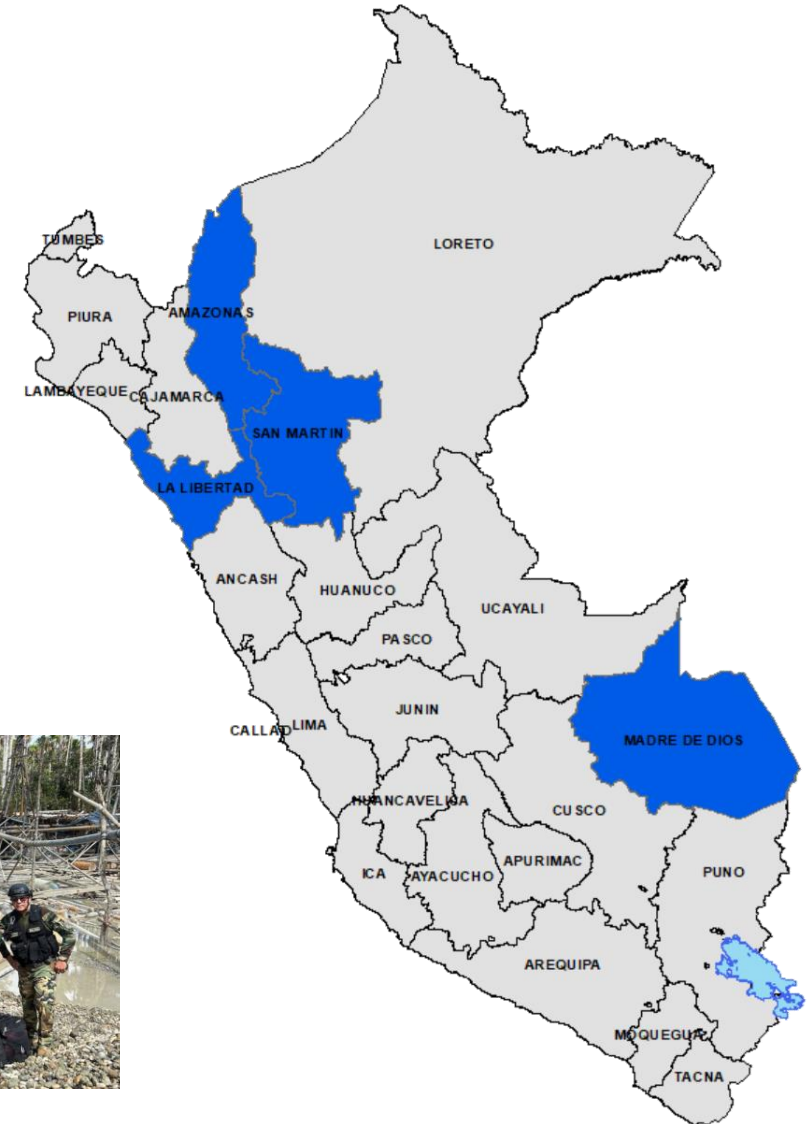 LORETO
TUMBES
PIURA
AMAZONAS
LAMBAYEQUE
CAJAMARCA
SAN MARTIN
LA LIBERTAD
ANCASH
HUANUCO
UCAYALI
PASCO
JUNIN
CALLAO
LIMA
MADRE DE DIOS
HUANCAVELICA
CUSCO
ICA
AYACUCHO
APURIMAC
PUNO
AREQUIPA
MOQUEGUA
TACNA